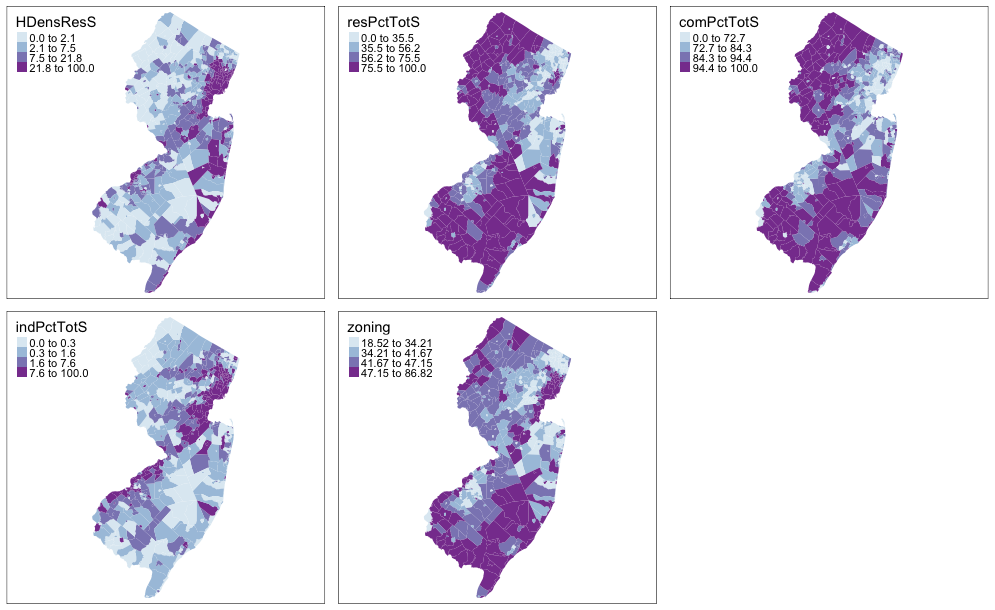 HDensResS
0.0 to 2.1
2.1 to 7.5
7.5 to 21.8
21.8 to 100.0
resPctTotS
0.0 to 35.5
35.5 to 56.2
56.2 to 75.5
75.5 to 100.0
comPctTotS
0.0 to 72.7
72.7 to 84.3
84.3 to 94.4
94.4 to 100.0
indPctTotS
0.0 to 0.3
0.3 to 1.6
1.6 to 7.6
7.6 to 100.0
zoning
18.52 to 34.21
34.21 to 41.67
41.67 to 47.15
47.15 to 86.82